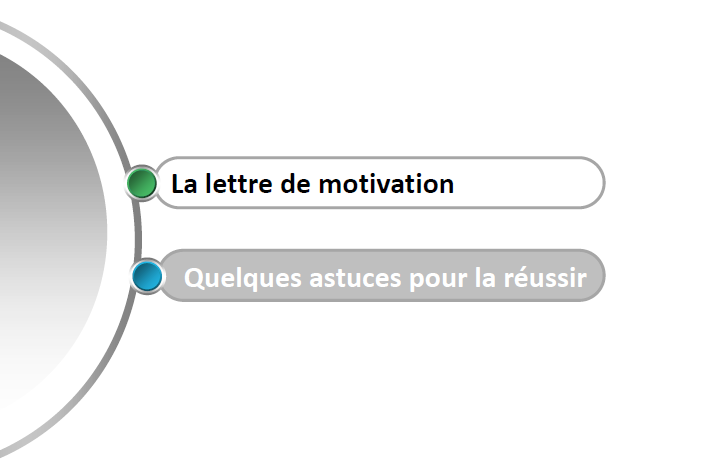 La lettre de motivation
Quelques astuces pour la réussir